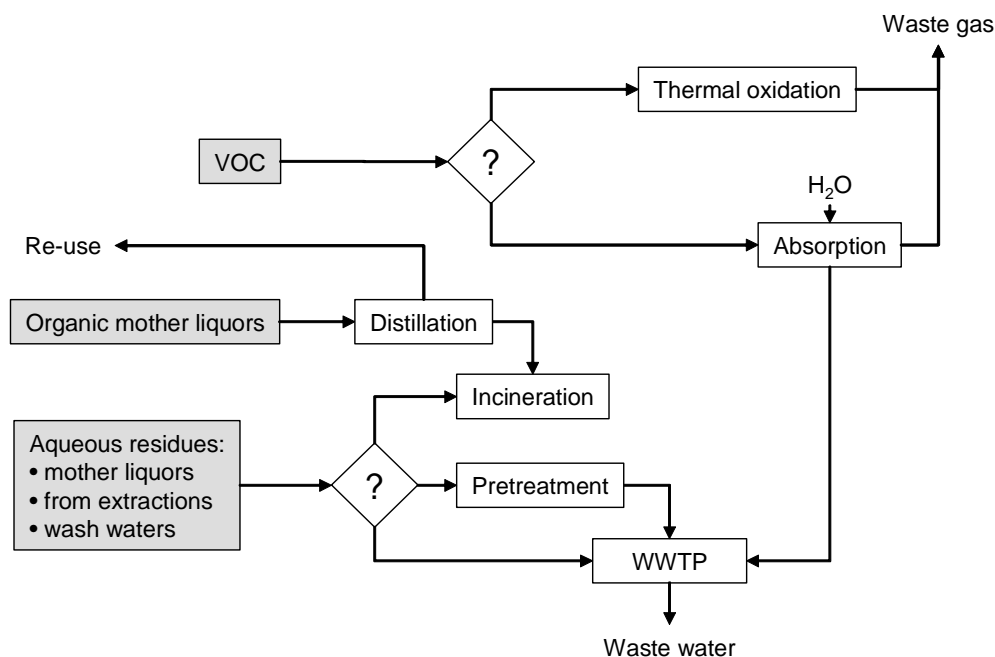 Waste gas
Thermal oxidation
VOC
?
H₂O
Re-use
Absorption
Organic mother liquors
Distillation
Incineration
Aqueous residues:
• mother liquors
• from extractions
• wash waters
?
Pretreatment
WWTP
Waste water